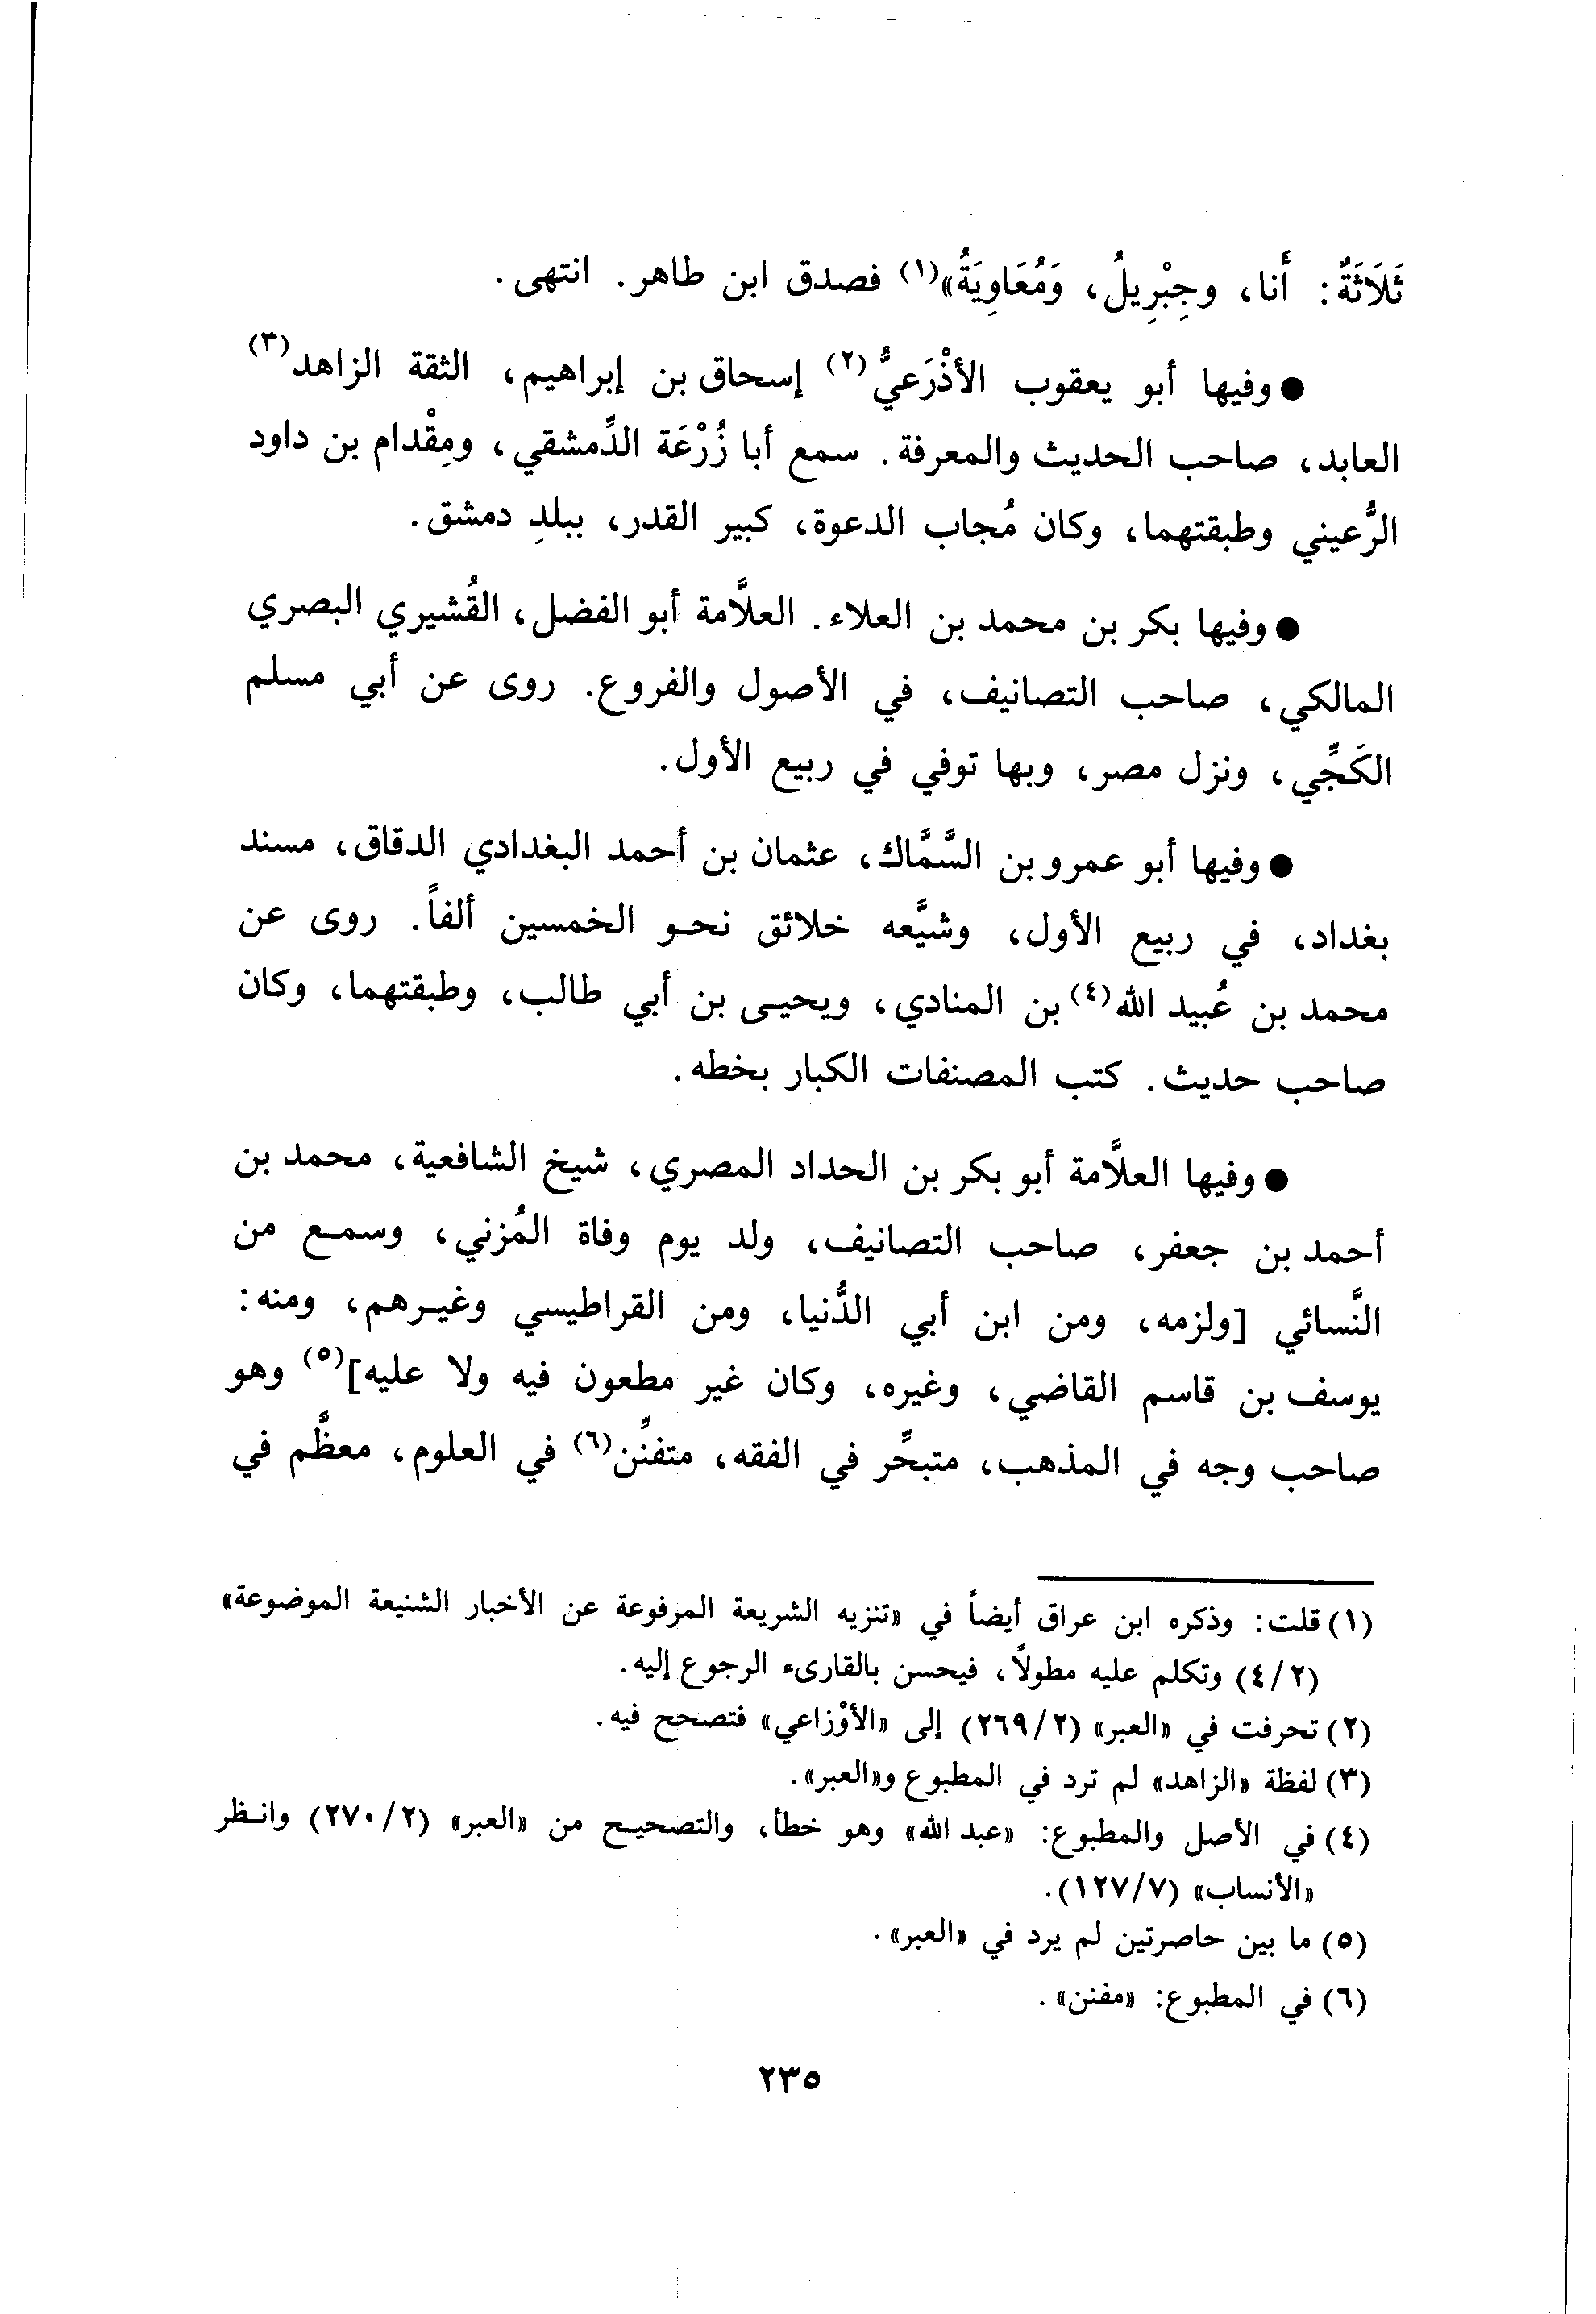 ثَلَاثَةٌ: أَنا، وجِبْرِيلُ، وَمُعَاوِيَةُ»(١) فصدق ابن طاهر. انتهى.
● وفيها أبو يعقوب الأذْرَعيُّ(٢) إسحاق بن إبراهيم، الثقة الزاهد(٣)
العابد، صاحب الحديث والمعرفة. سمع أبا زُرْعَة الدِّمشقي، ومِقْدام بن داود
الرُّعيني وطبقتهما، وكان مُجاب الدعوة، كبير القدر، ببلدِ دمشق.
● وفيها بكر بن محمد بن العلاء. العلاَّمة أبو الفضل، القُشيري البصري
المالكي، صاحب التصانيف، في الأصول والفروع. روى عن أبي مسلم
الكَجِّي، ونزل مصر، وبها توفي في ربيع الأول.
● وفيها أبو عمرو بن السَّمَّاك، عثمان بن أحمد البغدادي الدقاق، مسند
بغداد، في ربيع الأول، وشيَّعه خلائق نحو الخمسين ألفاً. روى عن
محمد بن عُبيد الله(٤) بن المنادي، ويحيى بن أبي طالب، وطبقتهما، وكان
صاحب حديث. كتب المصنفات الكبار بخطه.
● وفيها العلاَّمة أبو بكر بن الحداد المصري، شيخ الشافعية، محمد بن
أحمد بن جعفر، صاحب التصانيف، ولد يوم وفاة المُزني، وسمع من
النَّسائي [ولزمه، ومن ابن أبي الدُّنيا، ومن القراطيسي وغيرهم، ومنه:
يوسف بن قاسم القاضي، وغيره، وكان غير مطعون فيه ولا عليه](٥) وهو
صاحب وجه في المذهب، متبحِّر في الفقه، متفنِّن(٦) في العلوم، معظَّم في
(١) قلت: وذكره ابن عراق أيضاً في «تنزيه الشريعة المرفوعة عن الأخبار الشنيعة الموضوعة»
(٤/٢) وتكلم عليه مطولاً، فيحسن بالقارىء الرجوع إليه.
(٢) تحرفت في «العبر» (٢٦٩/٢) إلى «الأوْزاعي» فتصحح فيه.
(٣) لفظة «الزاهد» لم ترد في المطبوع و«العبر».
(٤) في الأصل والمطبوع: «عبد الله» وهو خطأ، والتصحيح من «العبر» (٢٧٠/٢) وانظر
«الأنساب» (١٢٧/٧).
(٥) ما بين حاصرتين لم يرد في «العبر».
(٦) في المطبوع: «مفنن».
٢٣٥